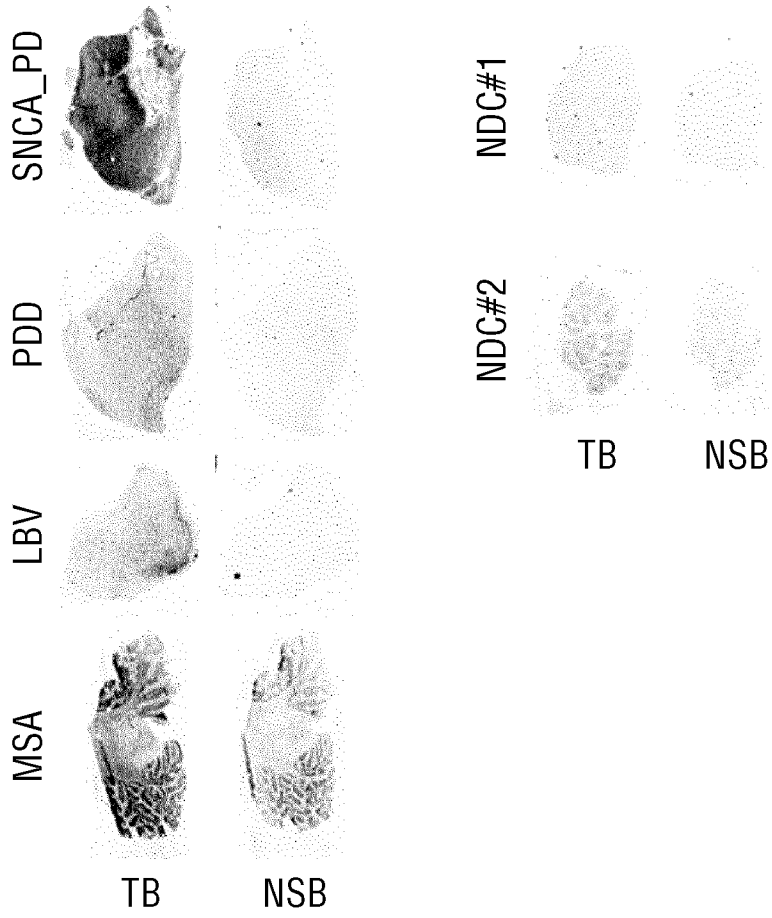 SNCA_PD
PDD
LBV
MSA
TB NSB
NDC#1
NDC#2
TB NSB